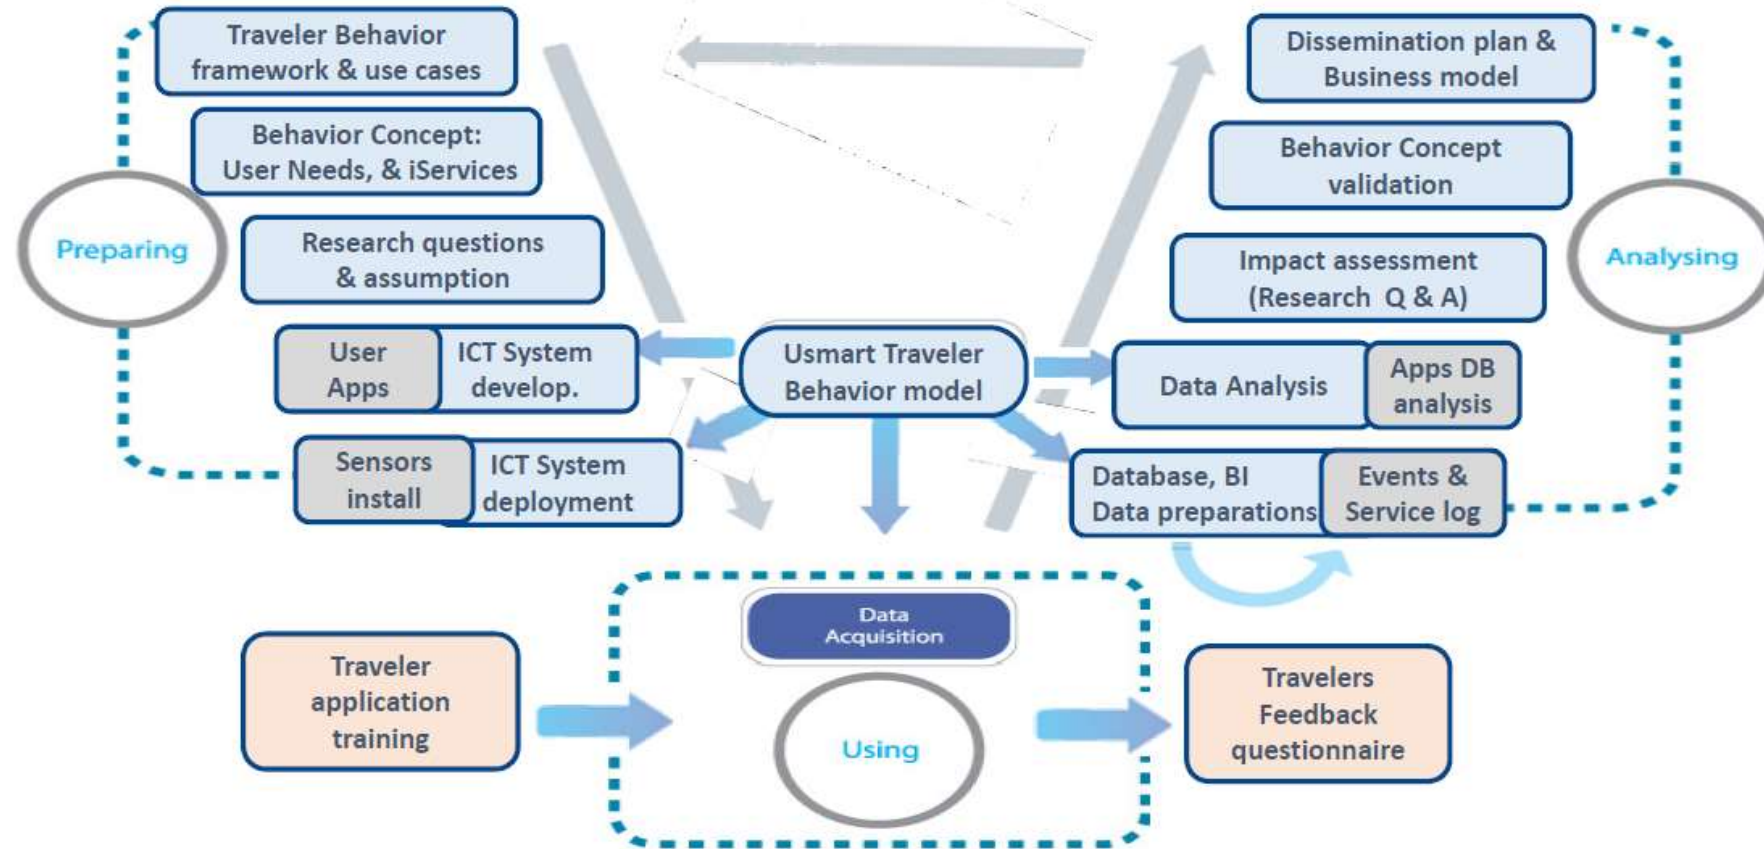 Traveler Behavior
framework & use cases
Behavior Concept:
User Needs, & iServices
Preparing
Research questions
& assumption
User
Apps
ICT System
develop.
Sensors
install
ICT System
deployment
Usmart Traveler
Behavior model
Dissemination plan &
Business model
Behavior Concept
validation
Analysing
Impact assessment
(Research Q & A)
Data Analysis
Apps DB
analysis
Database, BI
Data preparations
Events &
Service log
Data
Acquisition
Traveler
application
training
Using
Travelers
Feedback
questionnaire